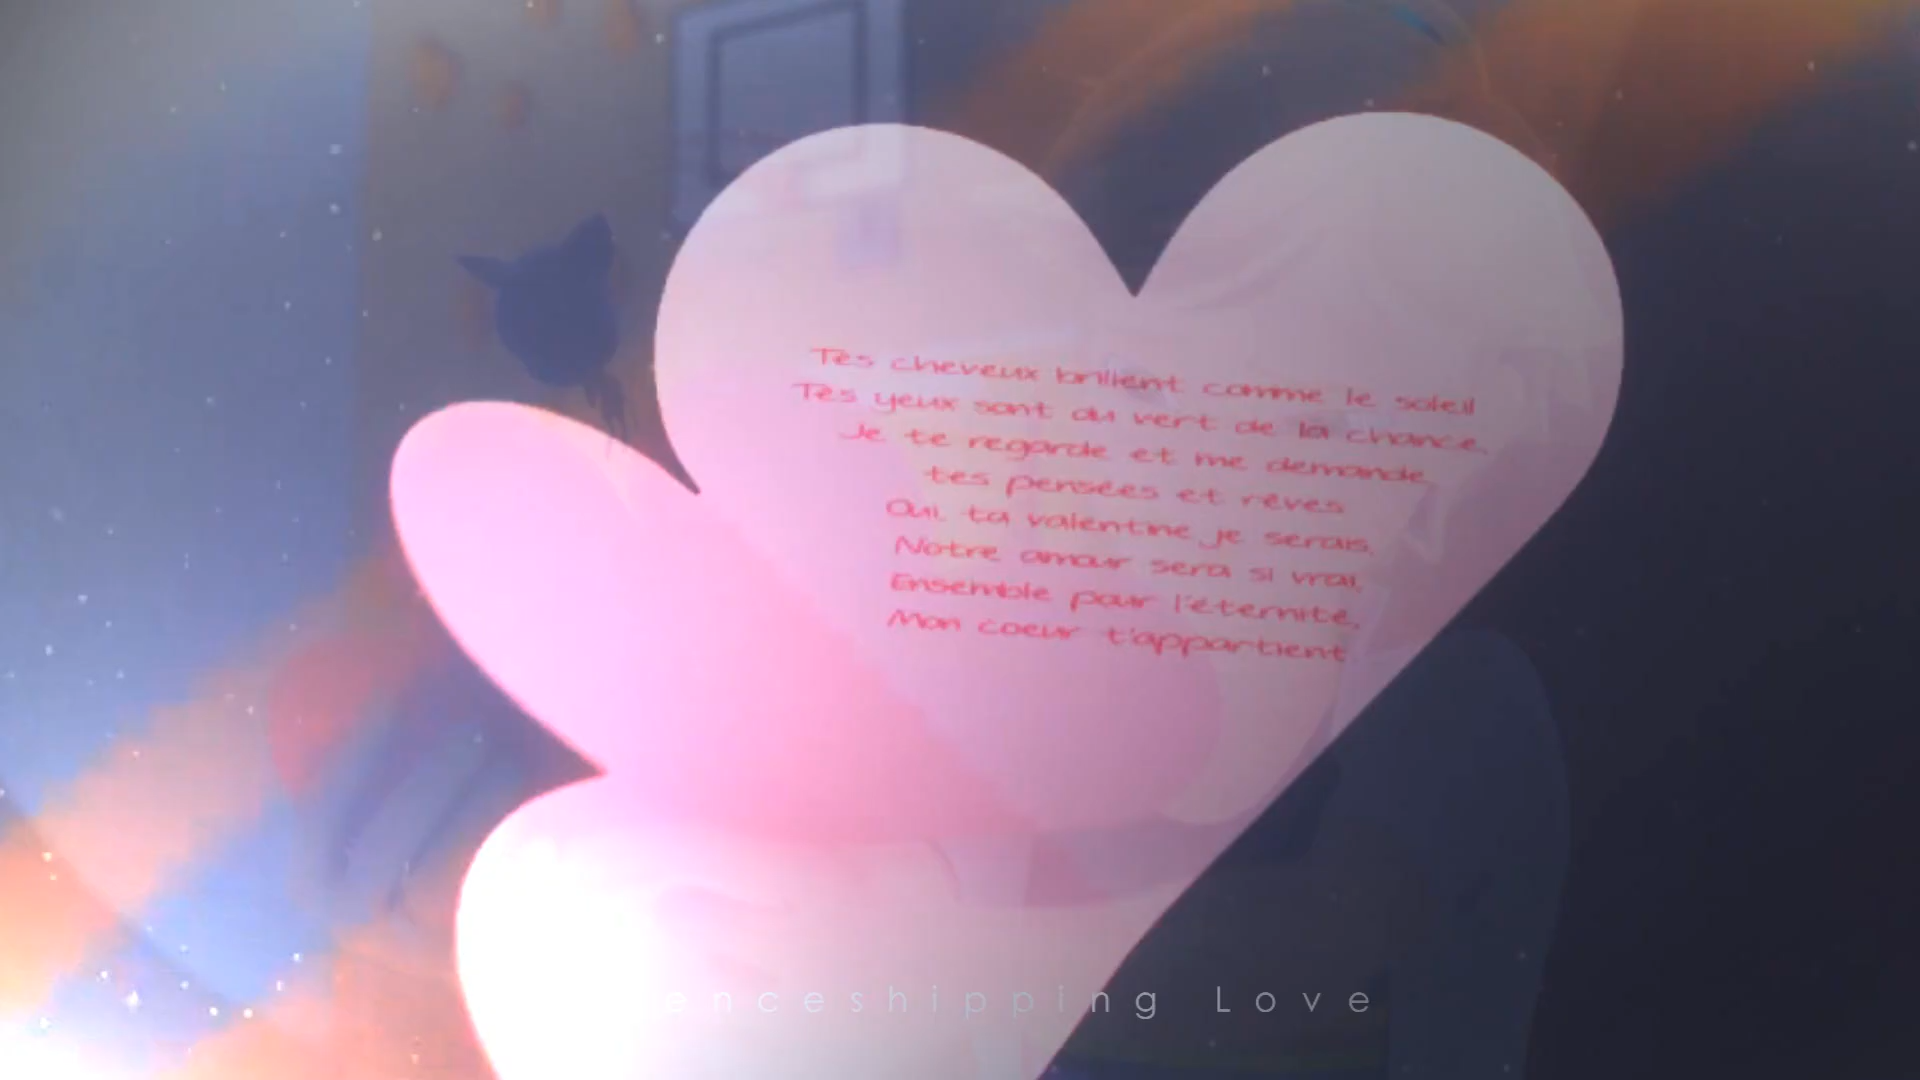 Tes cheveux brillent comme le soleil
Tes yeux sont du vert de la chance.
Je te regarde et me demande
tes pensées et rêves
Oui, ta valentine je serais,
Notre amour sera si vrai,
Ensemble pour l'éternité,
Mon coeur t'appartient
enceshipping Love